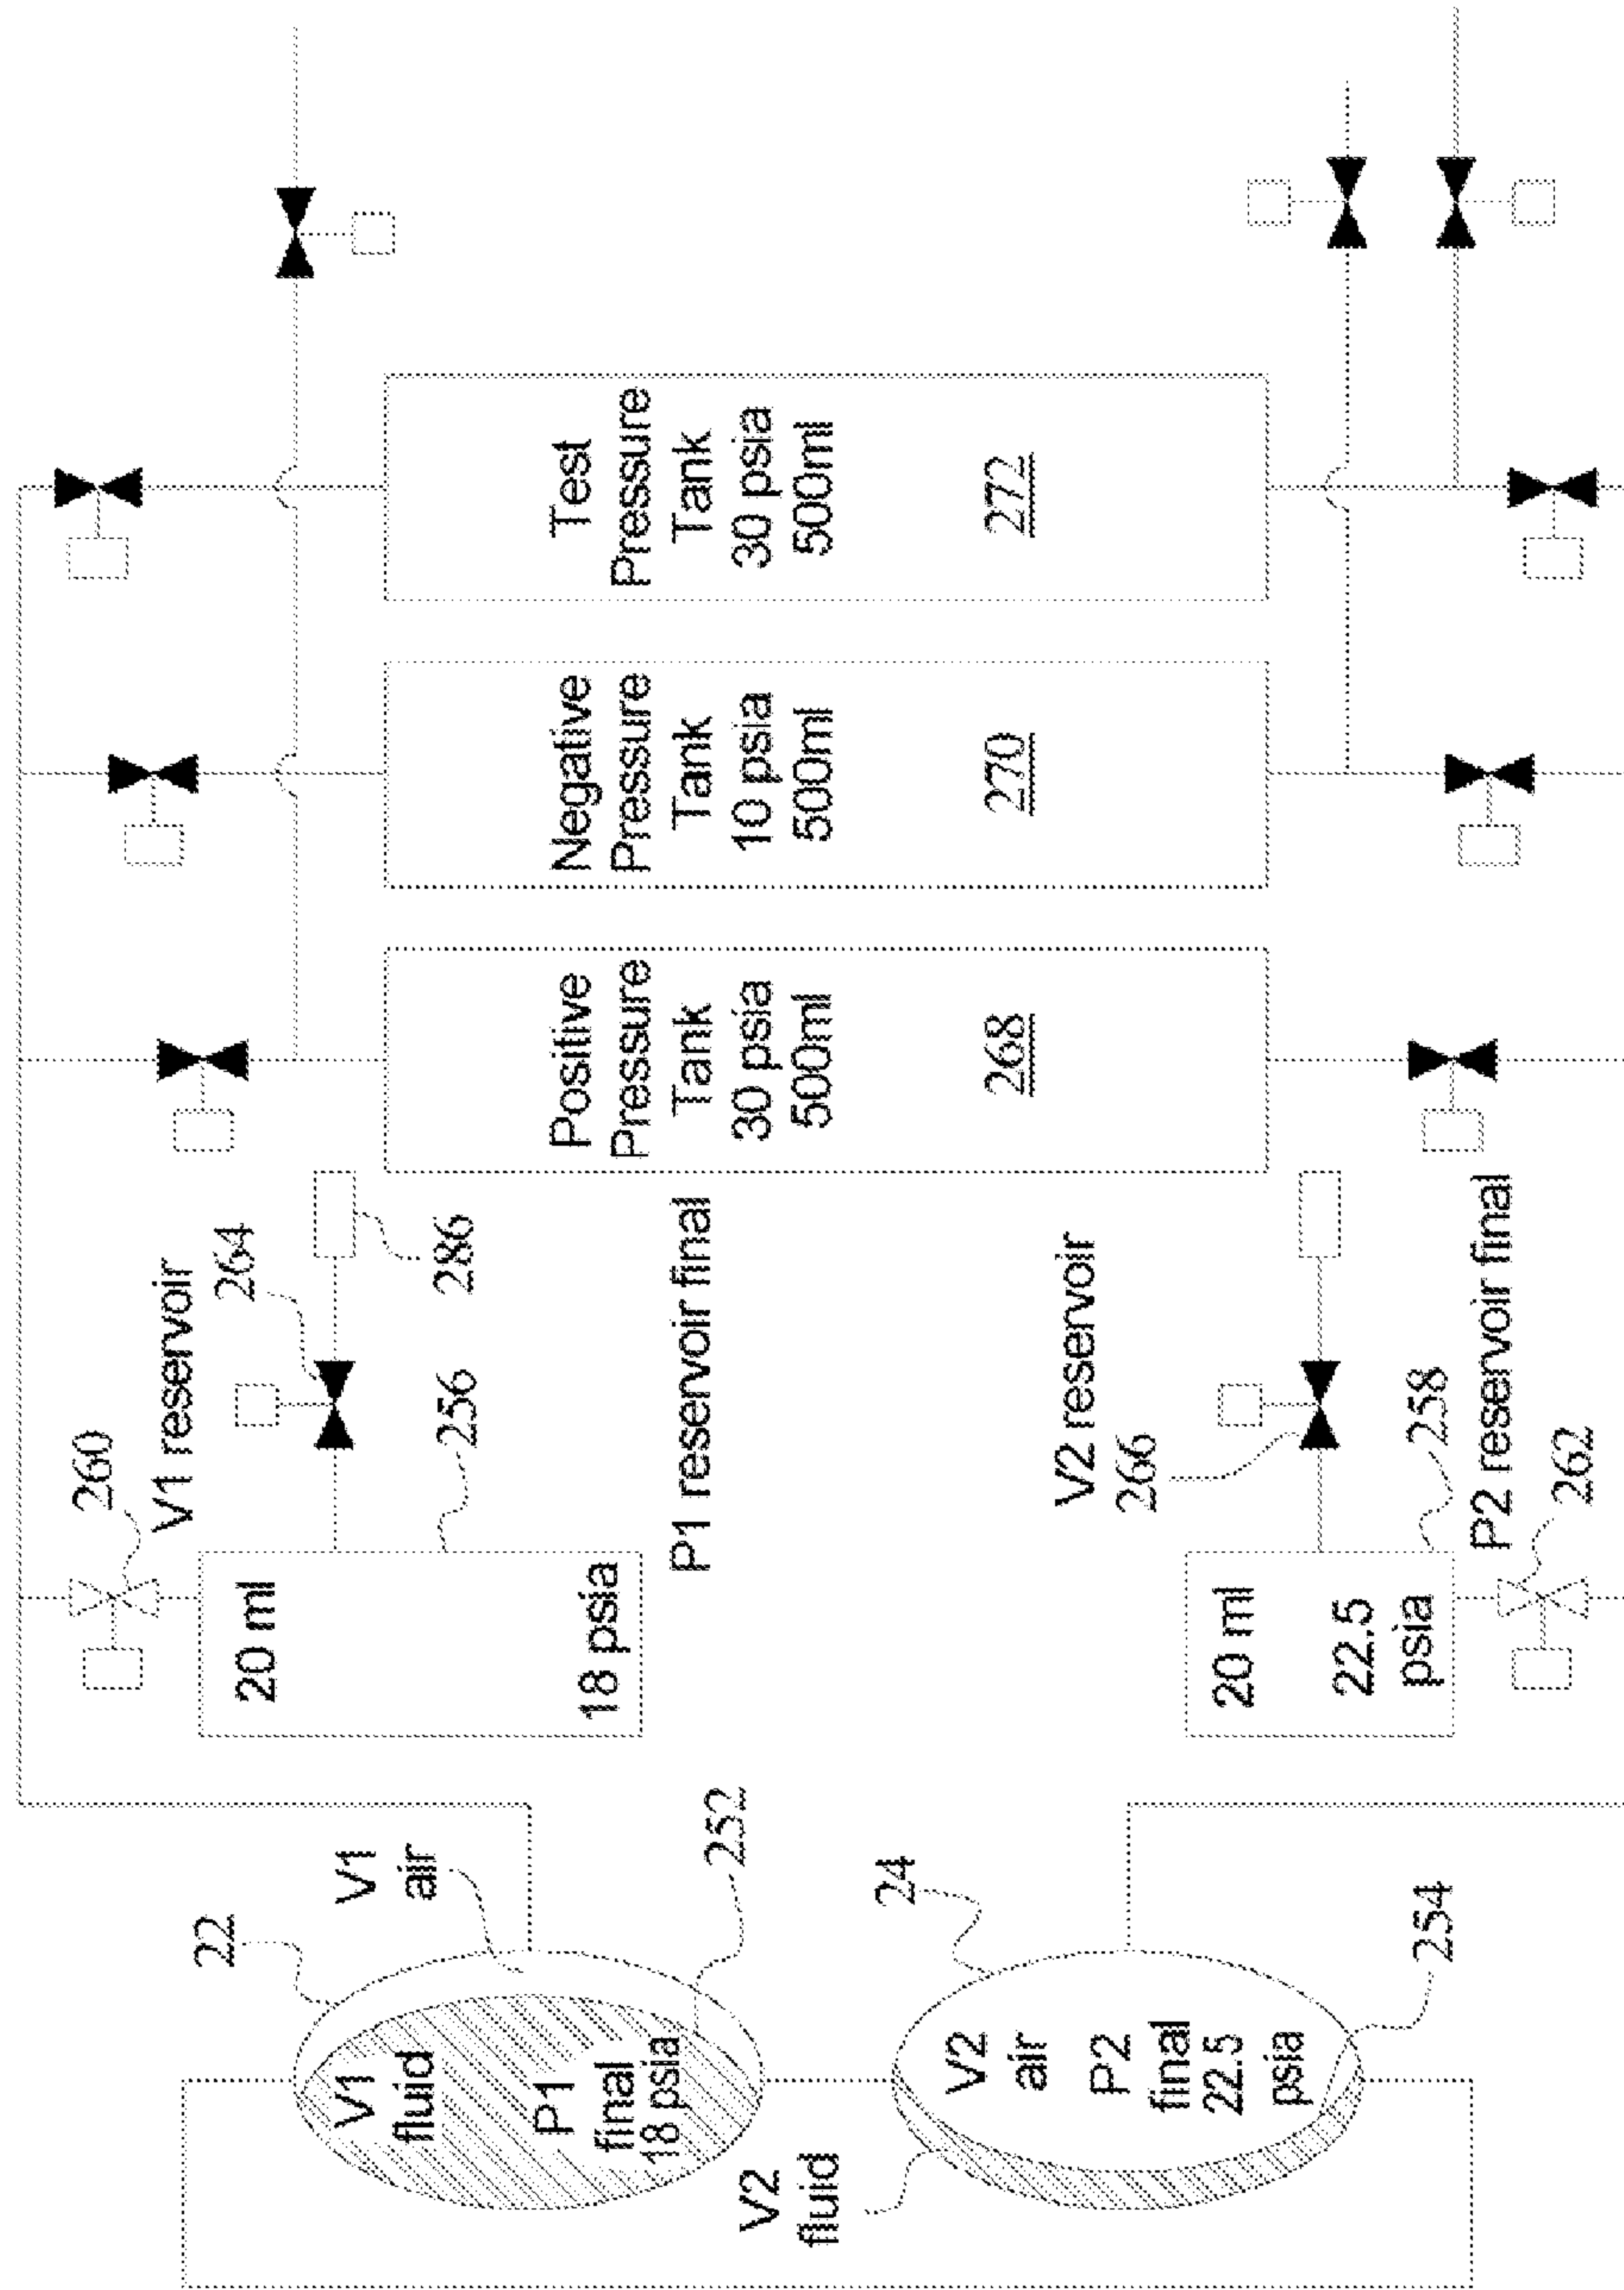 22
V1
air
V1
fluid
P1
final
18 psia
252
V2
fluid
24
V2
air
P2
final
22.5
psia
254
260
V1 reservoir
264
20 ml
18 psia
256
286
P1 reservoir final
V2 reservoir
266
20 ml
22.5
psia
258
P2 reservoir final
262
Positive
Pressure
Tank
30 psia
500ml
268
Negative
Pressure
Tank
10 psia
500ml
270
Test
Pressure
Tank
30 psia
500ml
272